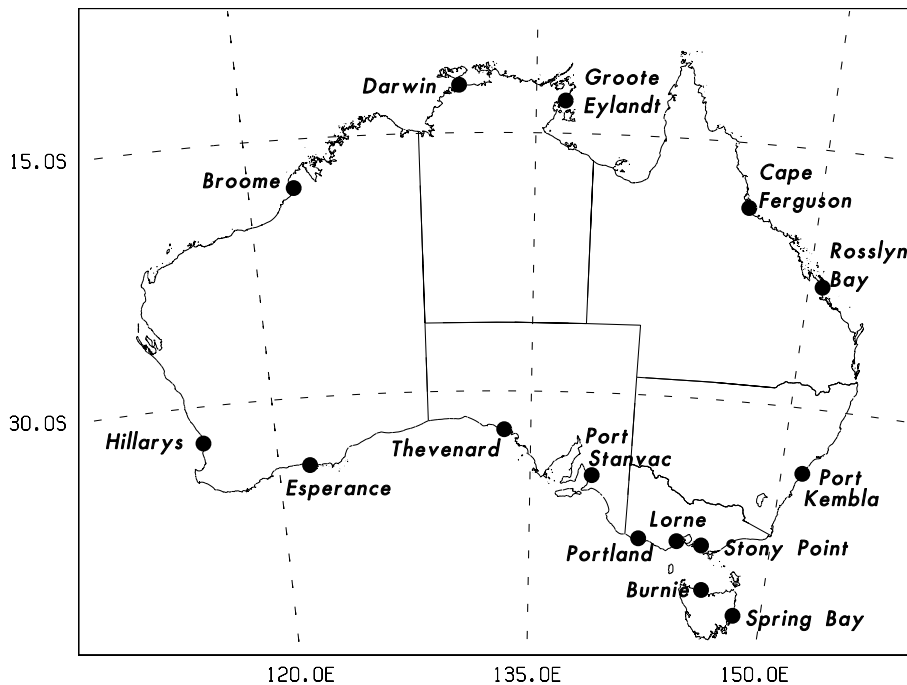 Darwin
Groote
Eylandt
15.0S
Broome
Cape
Ferguson
Rosslyn
Bay
30.0S
Hillarys
Thevenard
Port
Stanvac
Esperance
Port
Kembla
Lorne
Portland
Stony Point
Burnie
Spring Bay
120.0E
135.0E
150.0E